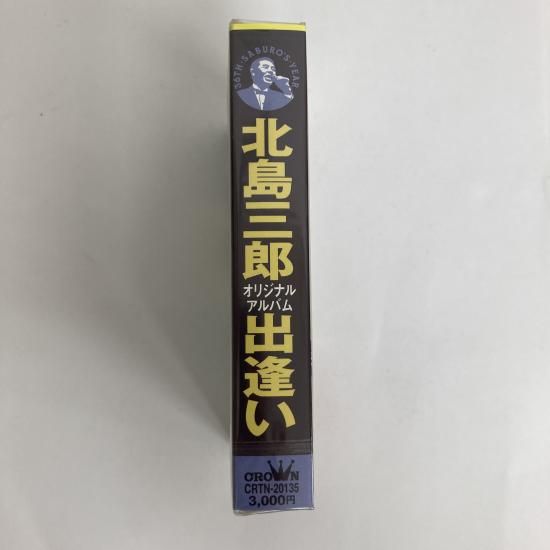 36TH・SABURO'S・YEAR
北島三郎
オリジナル
アルバム
出逢い
CROWN
CRTN-20135
3,000円